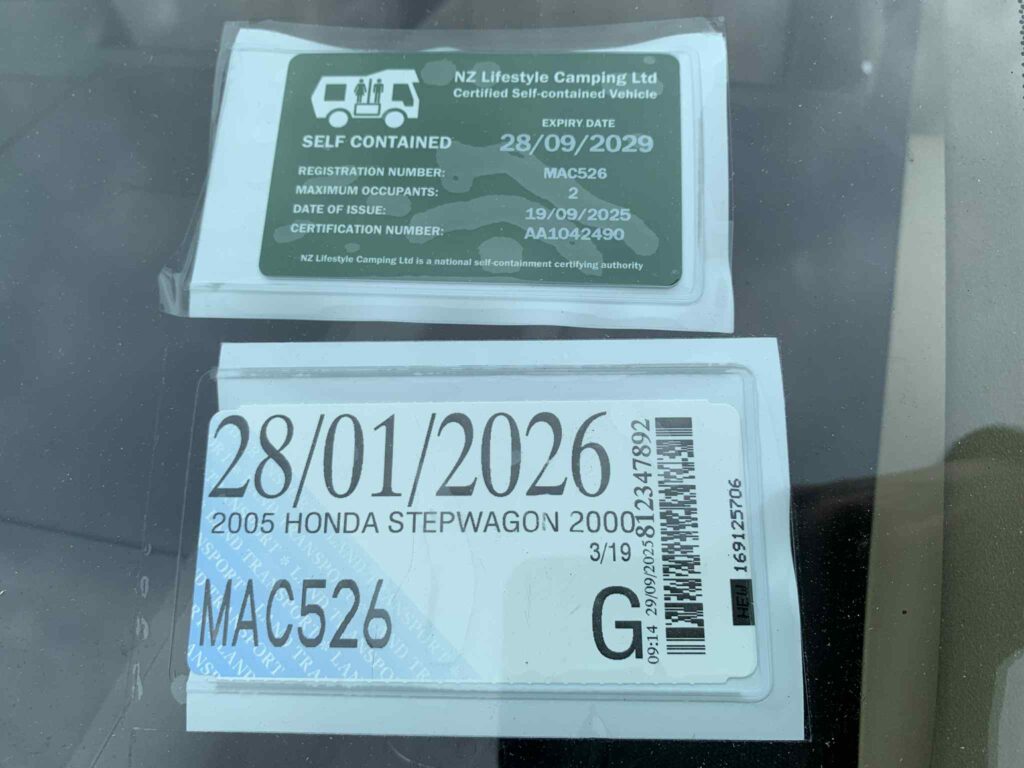 NZ Lifestyle Camping Ltd
Certified Self-contained Vehicle
SELF CONTAINED
EXPIRY DATE
28/09/2029
REGISTRATION NUMBER: MAC526
MAXIMUM OCCUPANTS: 2
DATE OF ISSUE: 19/09/2025
CERTIFICATION NUMBER: AA1042490
NZ Lifestyle Camping Ltd is a national self-containment certifying authority
28/01/2026
2005 HONDA STEPWAGON 2000
3/19
MAC526
G
09:14 29/09/2025 812347892
NEW 169125706